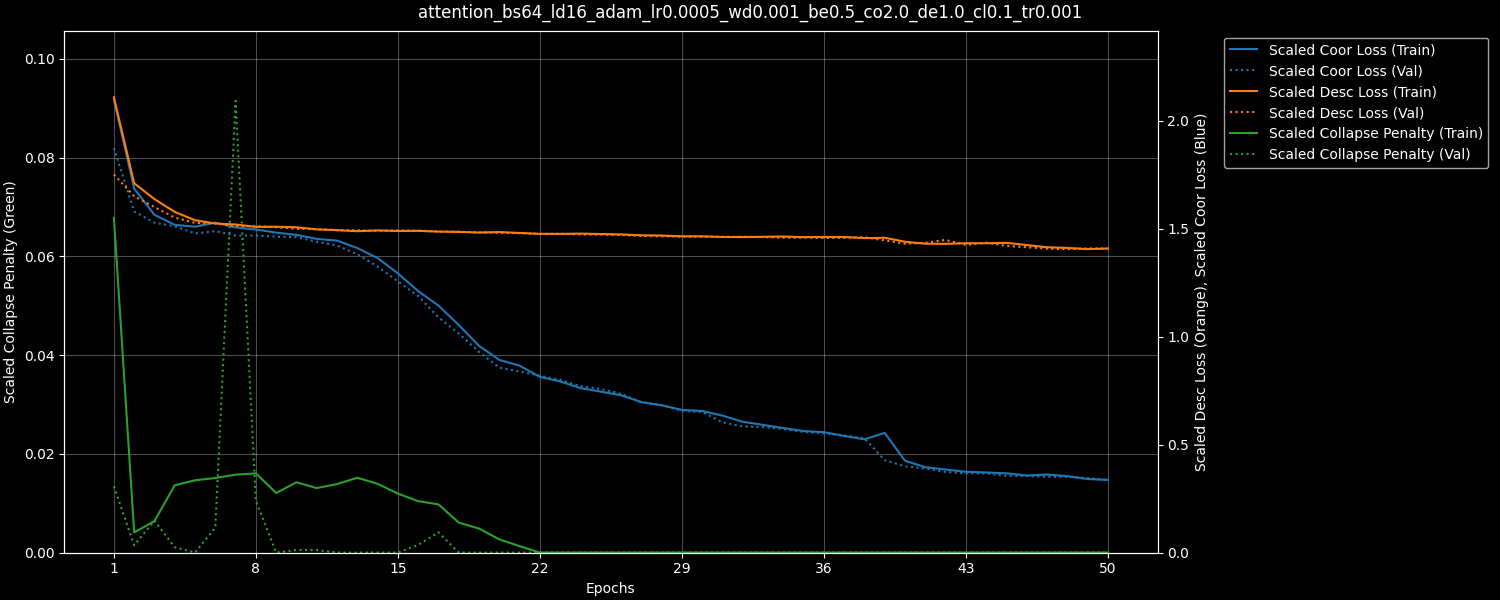 attention_bs64_ld16_adam_lr0.0005_wd0.001_be0.5_co2.0_de1.0_cl0.1_tr0.001
Scaled Collapse Penalty (Green)
0.10
0.08
0.06
0.04
0.02
0.00
1
8
15
22
29
36
43
50
Epochs
2.0
1.5
1.0
0.5
0.0
Scaled Desc Loss (Orange), Scaled Coor Loss (Blue)
Scaled Coor Loss (Train)
Scaled Coor Loss (Val)
Scaled Desc Loss (Train)
Scaled Desc Loss (Val)
Scaled Collapse Penalty (Train)
Scaled Collapse Penalty (Val)